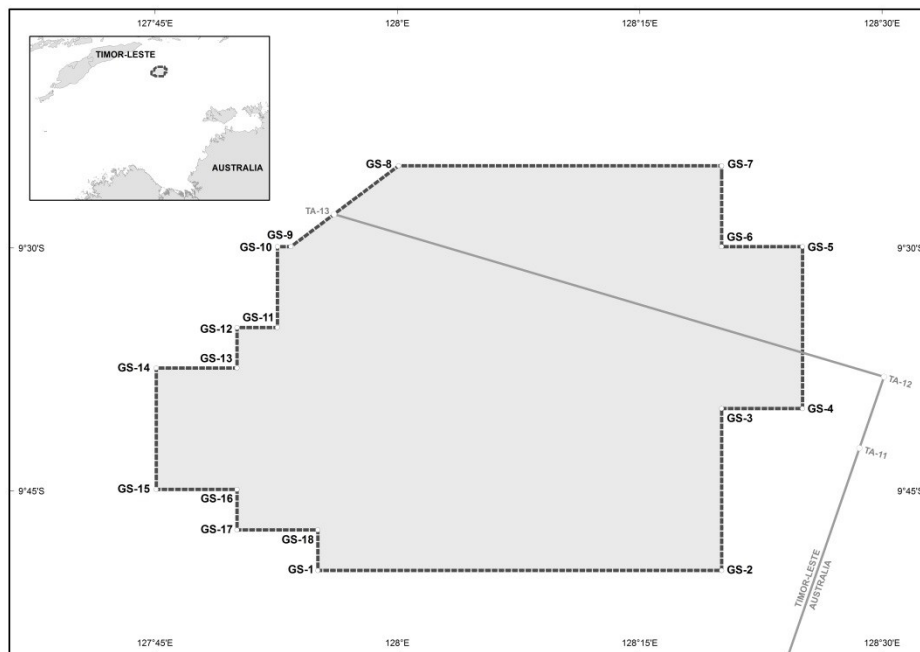 127°45'E 128°E 128°15'E 128°30'E
TIMOR-LESTE
AUSTRALIA
GS-8 GS-7
TA-13
GS-9
9°30'S GS-10 GS-6 GS-5 9°30'S
GS-11
GS-12
GS-13
GS-14
TA-12
GS-3 GS-4
TA-11
9°45'S GS-15 9°45'S
GS-16
GS-17
GS-18
GS-1 GS-2
TIMOR-LESTE
AUSTRALIA
127°45'E 128°E 128°15'E 128°30'E